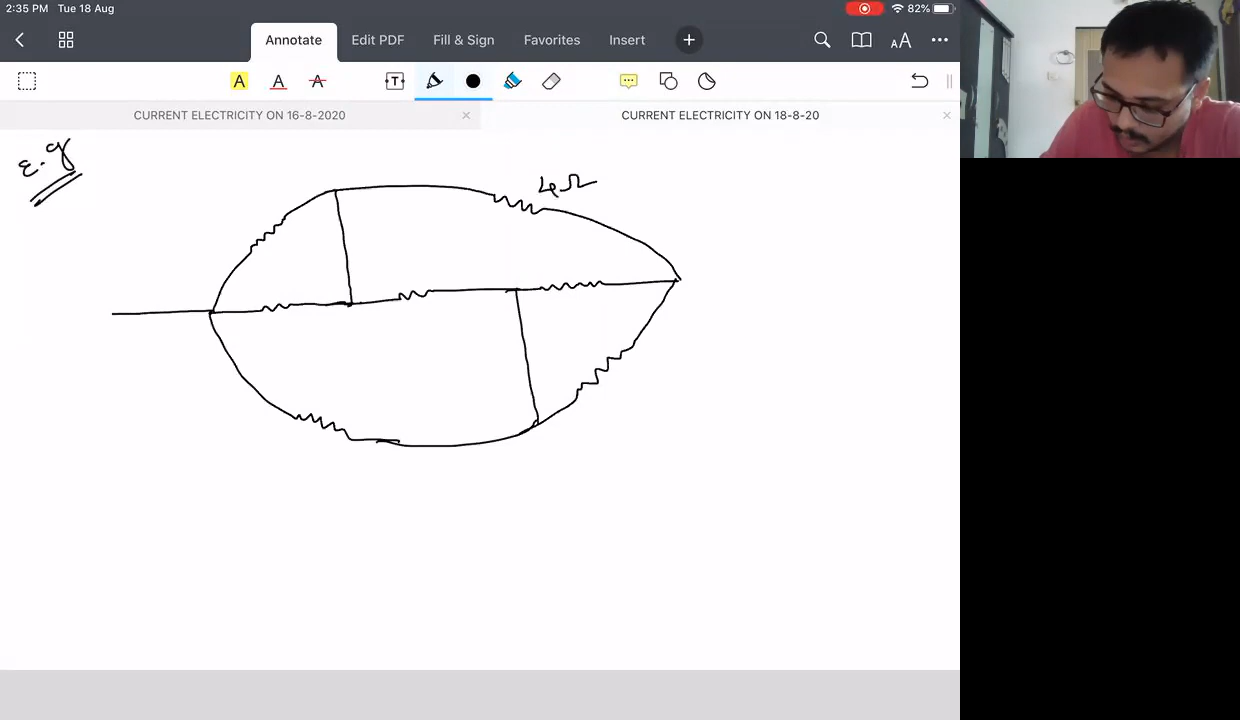 2:35 PM Tue 18 Aug 82%
Annotate Edit PDF Fill & Sign Favorites Insert
A A A T
CURRENT ELECTRICITY ON 16-8-2020 CURRENT ELECTRICITY ON 18-8-20
E.g
4Ω